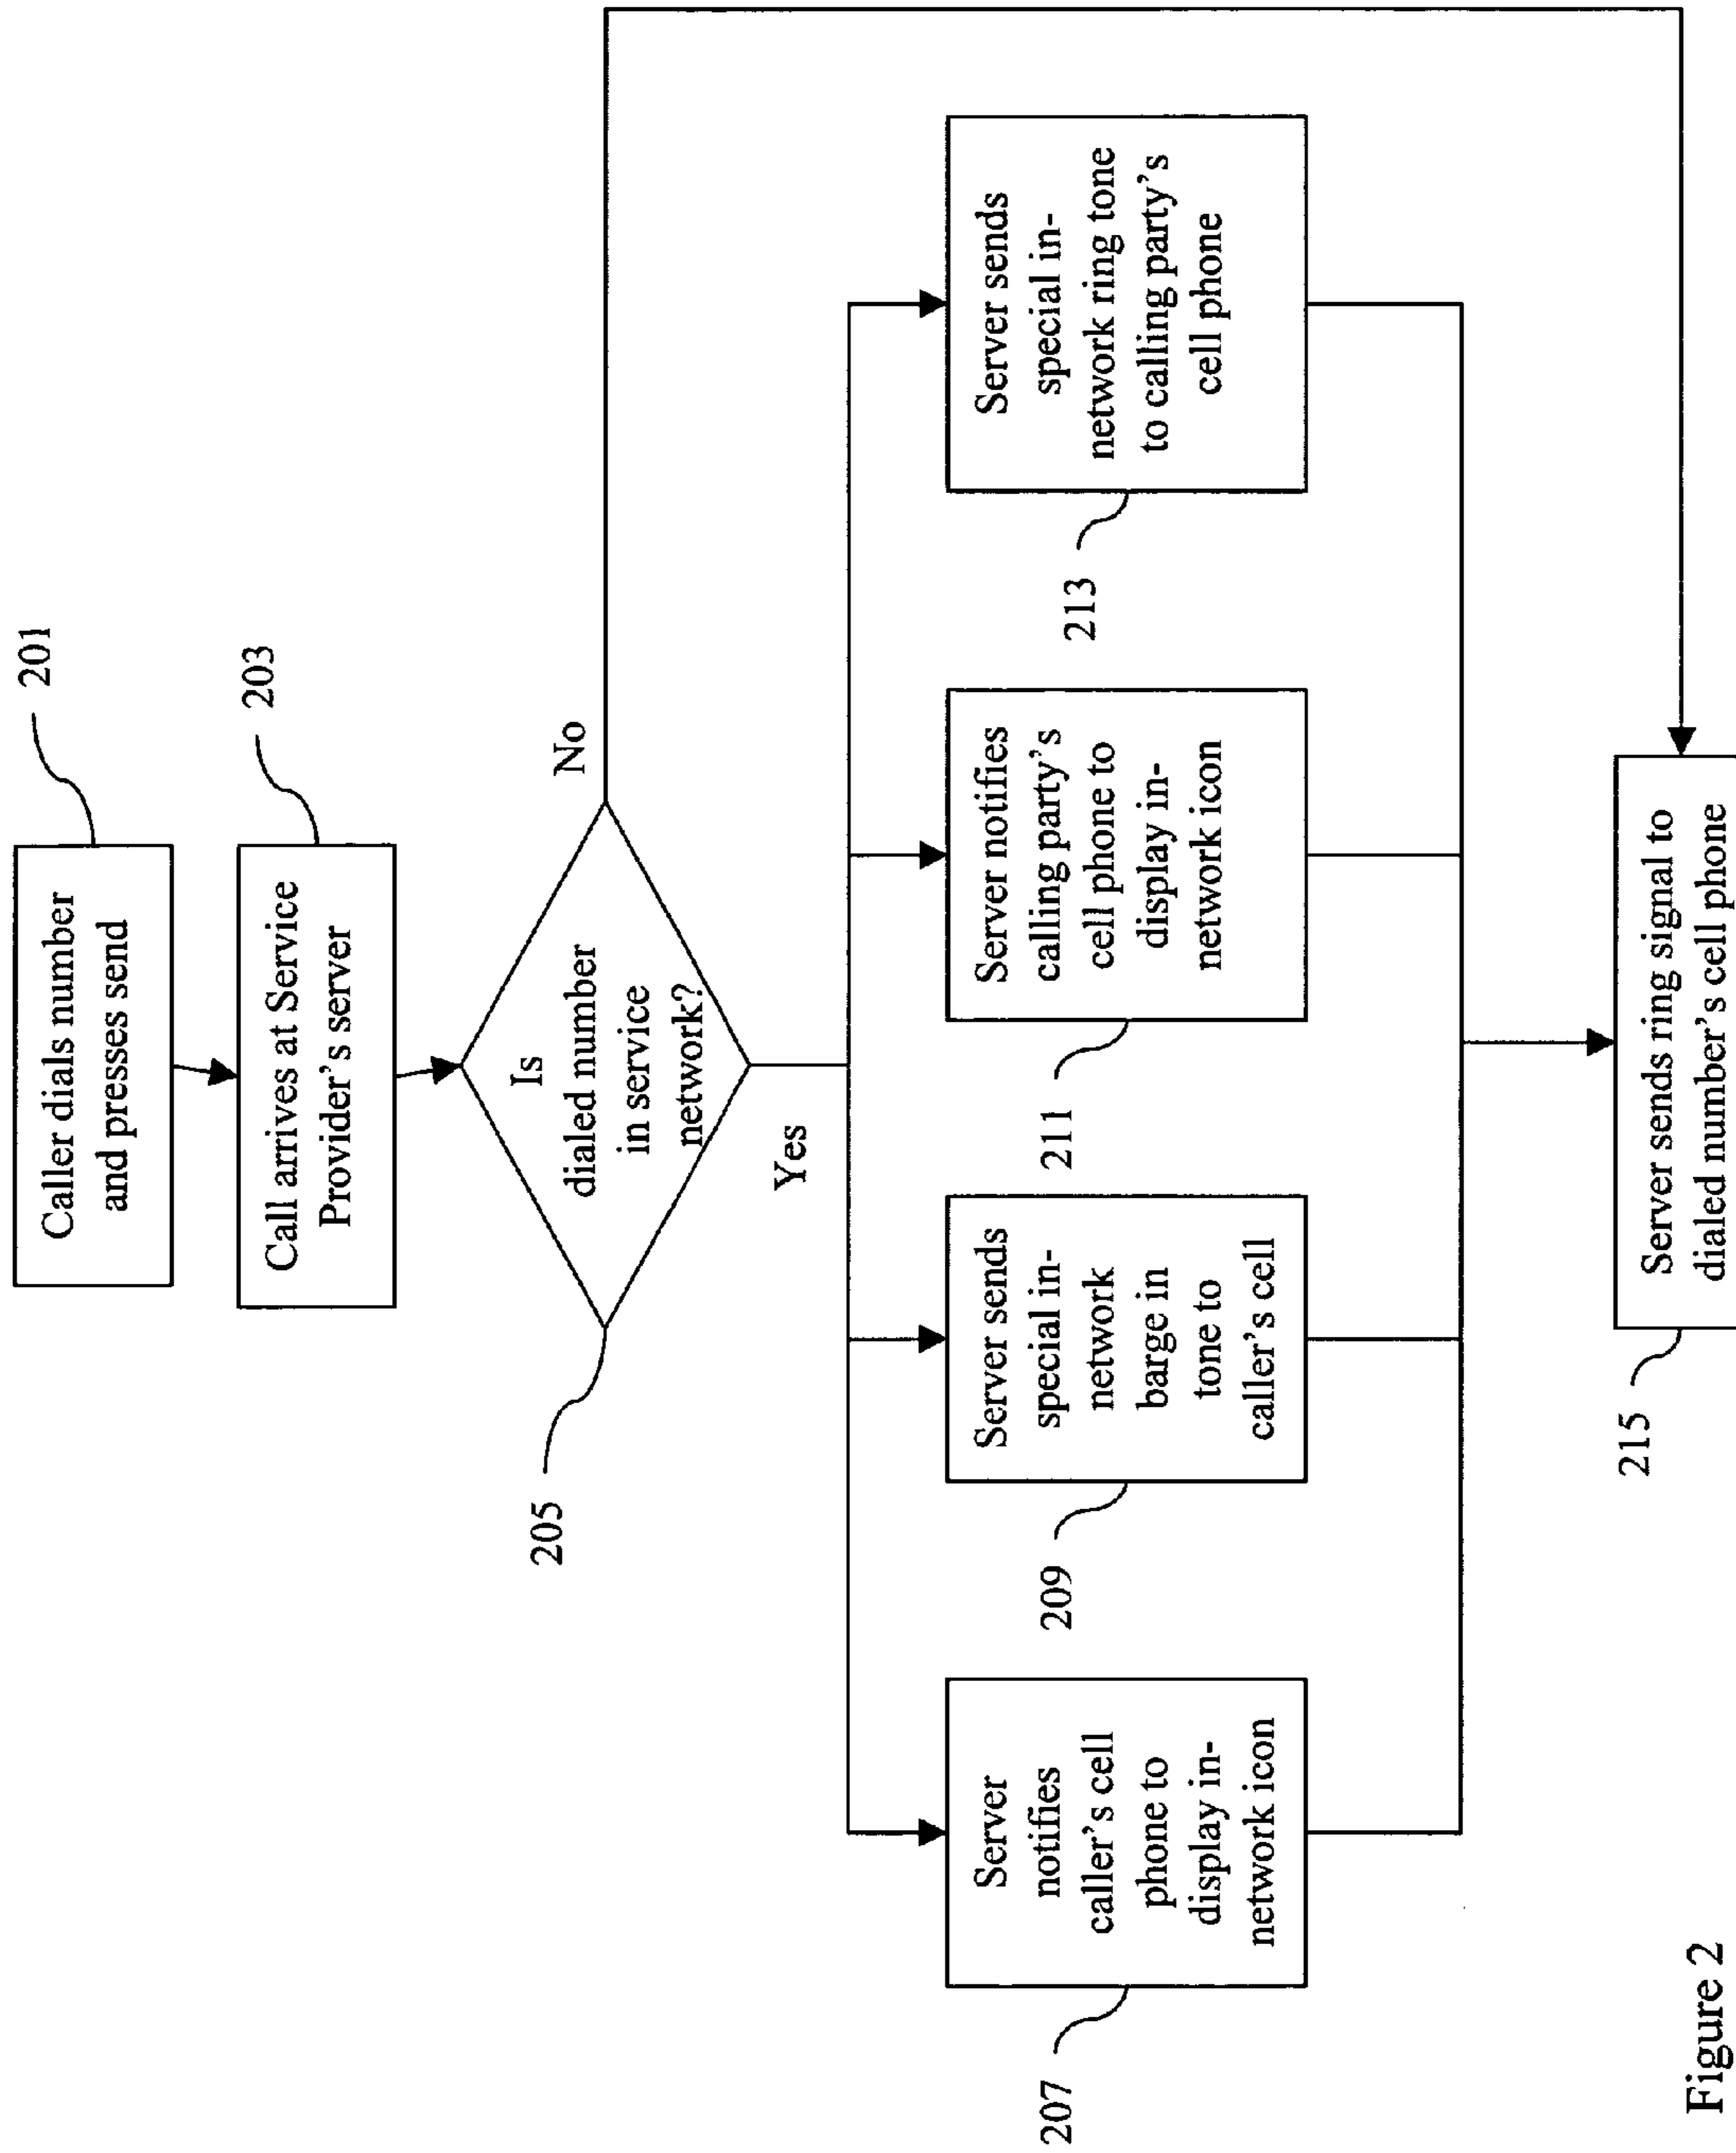 Caller dials number
and presses send
201
Call arrives at Service
Provider's server
203
Is
dialed number
in service
network?
205
No
Yes
Server
notifies
caller's cell
phone to
display in-
network icon
207
Server sends
special in-
network
barge in
tone to
caller's cell
209
Server notifies
calling party's
cell phone to
display in-
network icon
211
Server sends
special in-
network ring tone
to calling party's
cell phone
213
Server sends ring signal to
dialed number's cell phone
215
Figure 2